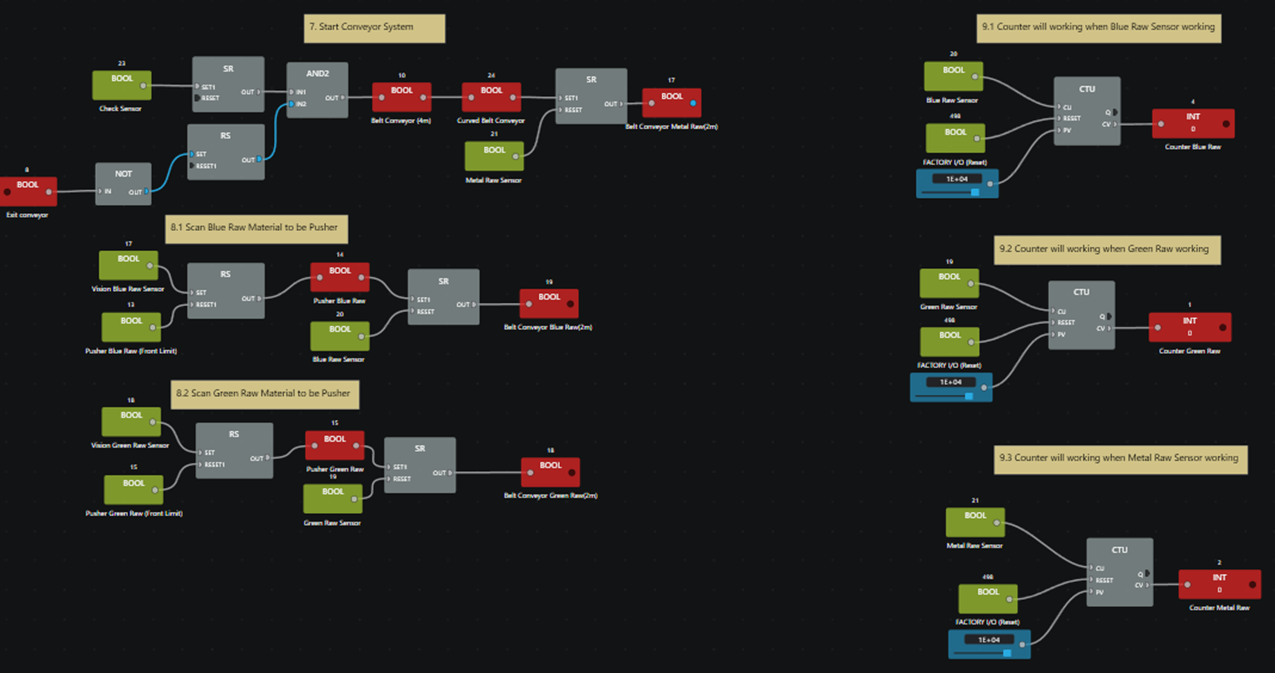 7. Start Conveyor System
23
BOOL
Check Sensor
SR
SET1
RESET
OUT
AND2
IN1
IN2
OUT
10
BOOL
Belt Conveyor (4m)
24
BOOL
Curved Belt Conveyor
SR
SET1
RESET
OUT
17
BOOL
Belt Conveyor Metal Raw(2m)
21
BOOL
Metal Raw Sensor
RS
SET
RESET1
OUT
8
BOOL
Exit conveyor
NOT
IN
OUT
8.1 Scan Blue Raw Material to be Pusher
17
BOOL
Vision Blue Raw Sensor
13
BOOL
Pusher Blue Raw (Front Limit)
RS
SET
RESET1
OUT
14
BOOL
Pusher Blue Raw
20
BOOL
Blue Raw Sensor
SR
SET1
RESET
OUT
19
BOOL
Belt Conveyor Blue Raw(2m)
8.2 Scan Green Raw Material to be Pusher
18
BOOL
Vision Green Raw Sensor
15
BOOL
Pusher Green Raw (Front Limit)
RS
SET
RESET1
OUT
15
BOOL
Pusher Green Raw
19
BOOL
Green Raw Sensor
SR
SET1
RESET
OUT
18
BOOL
Belt Conveyor Green Raw(2m)
9.1 Counter will working when Blue Raw Sensor working
20
BOOL
Blue Raw Sensor
498
BOOL
FACTORY I/O (Reset)
1E+04
CTU
CU
RESET
PV
Q
CV
4
INT
0
Counter Blue Raw
9.2 Counter will working when Green Raw working
19
BOOL
Green Raw Sensor
498
BOOL
FACTORY I/O (Reset)
1E+04
CTU
CU
RESET
PV
Q
CV
1
INT
0
Counter Green Raw
9.3 Counter will working when Metal Raw Sensor working
21
BOOL
Metal Raw Sensor
498
BOOL
FACTORY I/O (Reset)
1E+04
CTU
CU
RESET
PV
Q
CV
2
INT
0
Counter Metal Raw